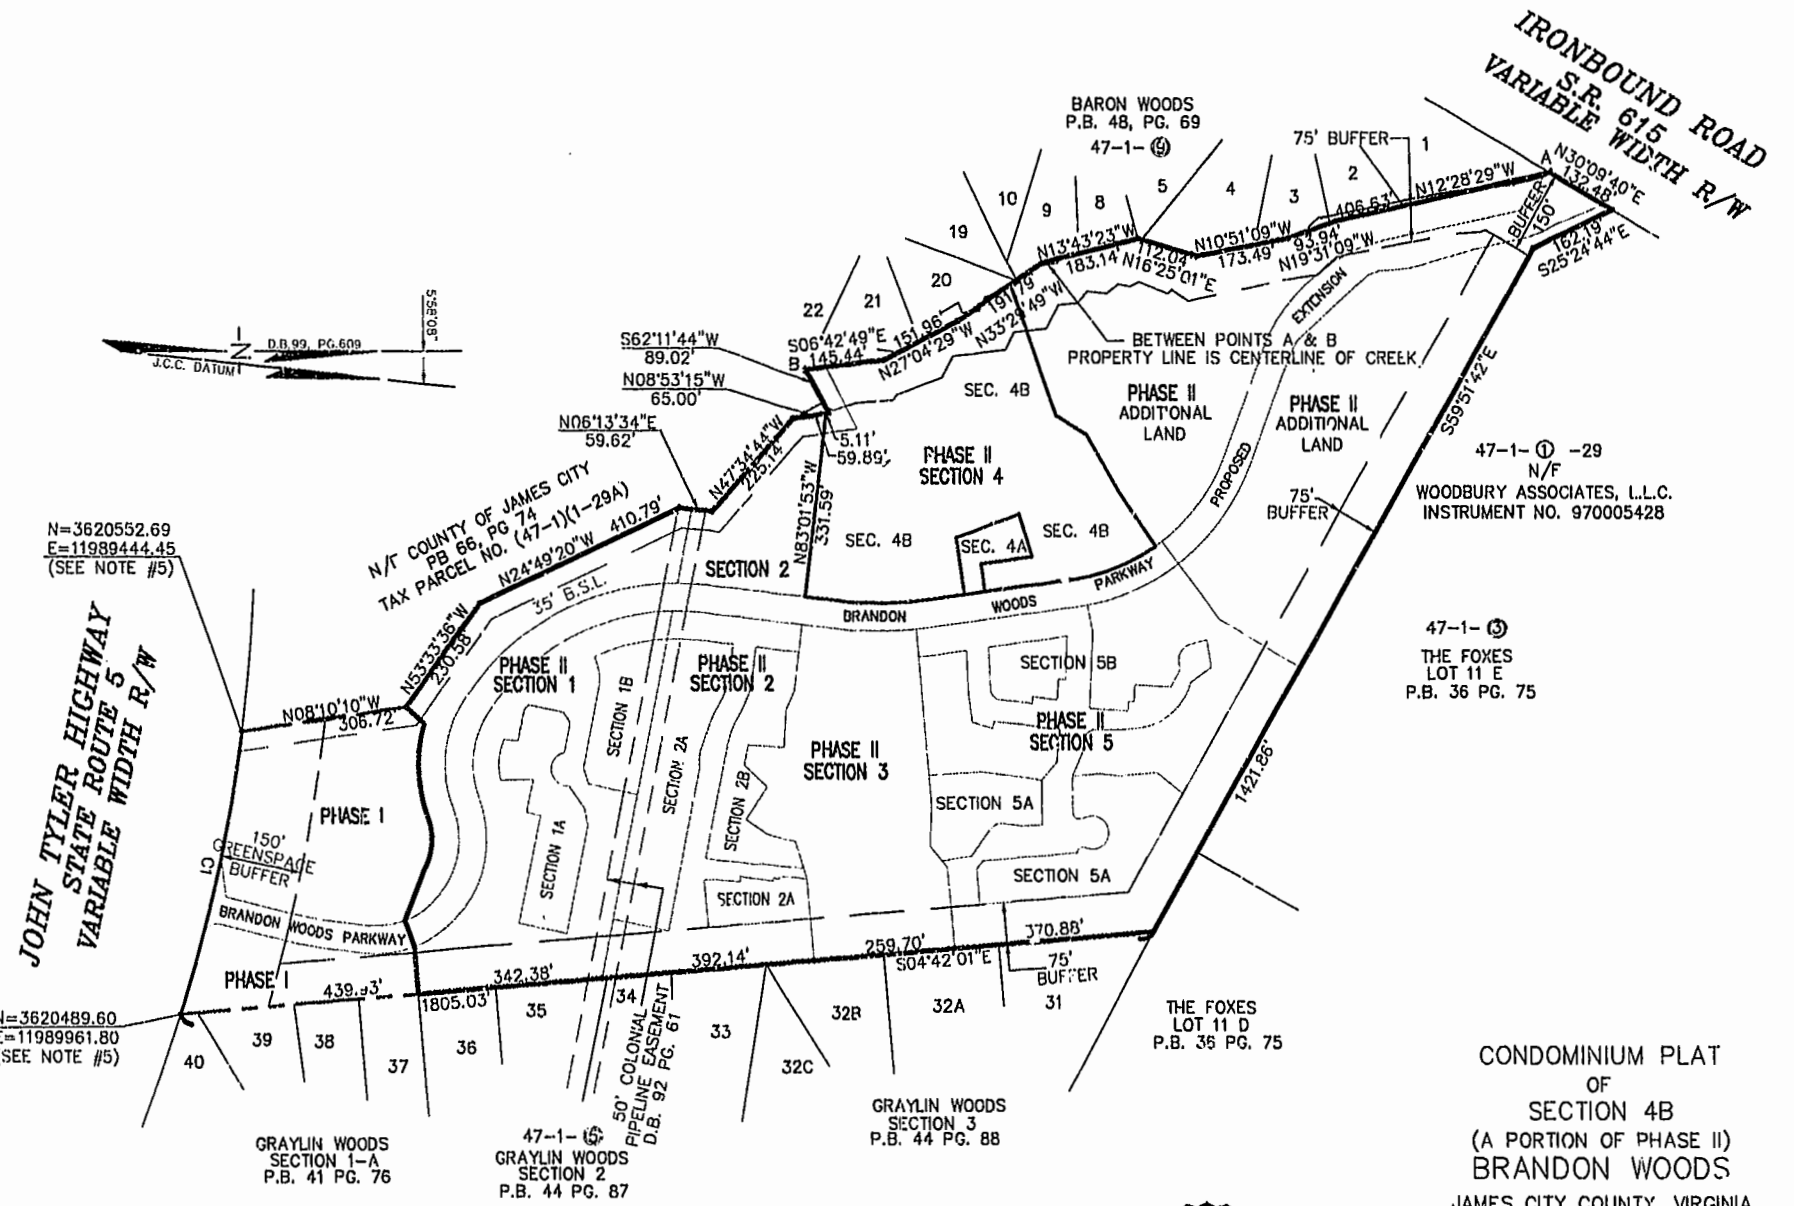 IRONBOUND ROAD
S.R. 615
VARIABLE WIDTH R/W
BARON WOODS
P.B. 48, PG. 69
47-1-
75' BUFFER
1
2
3
4
5
8
9
10
19
20
21
22
A
N30°09'40"E
132.48'
N12°28'29"W
406.63'
BUFFER
150'
162.19'
S25°24'44"E
N10°51'09"W
173.49'
93.94'
N19°31'09"W
N13°43'23"W
183.14'
112.04'
N16°25'01"E
191.79'
N33°29'49"W
151.96'
N27°04'29"W
S06°42'49"E
B
145.44'
S62°11'44"W
89.02'
N08°53'15"W
65.00'
N06°13'34"E
59.62'
5°58'08"
N
D.B.99, PG.609
J.C.C. DATUM
BETWEEN POINTS A & B
PROPERTY LINE IS CENTERLINE OF CREEK
EXTENSION
PROPOSED
SEC. 4B
PHASE II
ADDITIONAL
LAND
PHASE II
ADDITIONAL
LAND
S59°51'42"E
1421.86'
47-1- ① -29
N/F
WOODBURY ASSOCIATES, L.L.C.
INSTRUMENT NO. 970005428
75'
BUFFER
5.11'
59.89'
N47°34'44"W
225.14'
N83°01'53"W
331.59'
PHASE II
SECTION 4
SEC. 4B
SEC. 4A
SEC. 4B
N/F COUNTY OF JAMES CITY
PB 66, PG 74
TAX PARCEL NO. (47-1)(1-29A)
N24°49'20"W 410.79'
35' B.S.L.
SECTION 2
BRANDON
WOODS
PARKWAY
N=3620552.69
E=11989444.45
(SEE NOTE #5)
JOHN TYLER HIGHWAY
STATE ROUTE 5
VARIABLE WIDTH R/W
N53°33'36"W
230.58'
N08°10'10"W
306.72'
PHASE II
SECTION 1
SECTION 1B
PHASE II
SECTION 2
SECTION 2A
SECTION 2B
SECTION 1A
SECTION 2A
PHASE II
SECTION 3
SECTION 5B
PHASE II
SECTION 5
SECTION 5A
SECTION 5A
47-1- ③
THE FOXES
LOT 11 E
P.B. 36 PG. 75
PHASE I
150'
GREENSPACE
BUFFER
C1
BRANDON WOODS PARKWAY
PHASE I
439.93'
1805.03'
342.38'
392.14'
259.70'
S04°42'01"E
370.88'
75'
BUFFER
N=3620489.60
E=11989961.80
(SEE NOTE #5)
40
39
38
37
36
35
34
33
32C
32B
32A
31
50' COLONIAL
PIPELINE EASEMENT
D.B. 92 PG. 61
THE FOXES
LOT 11 D
P.B. 36 PG. 75
GRAYLIN WOODS
SECTION 1-A
P.B. 41 PG. 76
47-1-
GRAYLIN WOODS
SECTION 2
P.B. 44 PG. 87
GRAYLIN WOODS
SECTION 3
P.B. 44 PG. 88
CONDOMINIUM PLAT
OF
SECTION 4B
(A PORTION OF PHASE II)
BRANDON WOODS
JAMES CITY COUNTY, VIRGINIA